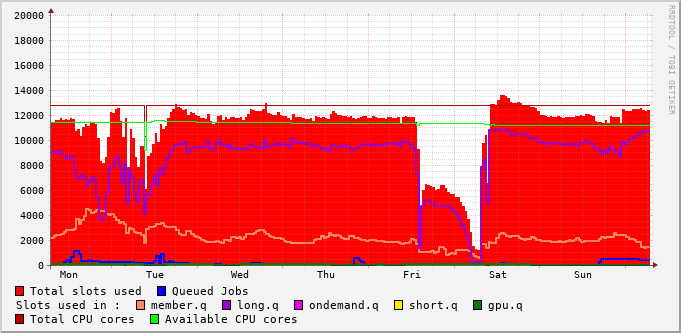 20000
18000
16000
14000
12000
10000
8000
6000
4000
2000
0
Mon Tue Wed Thu Fri Sat Sun
RRDTOOL / TOBI OETIKER
Total slots used Queued Jobs
Slots used in : member.q long.q ondemand.q short.q gpu.q
Total CPU cores Available CPU cores